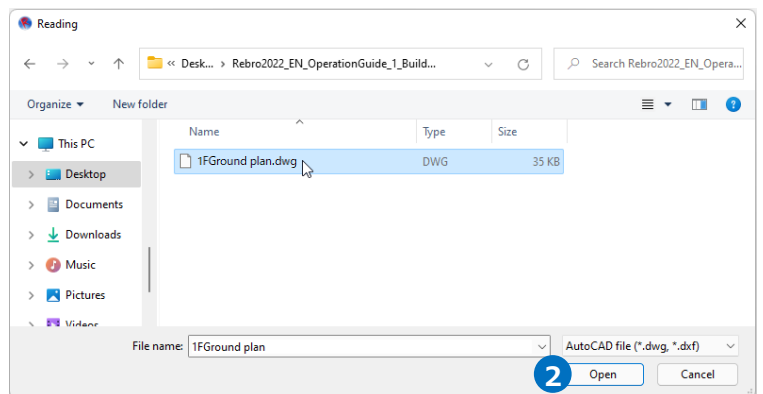 Reading
« Desk... › Rebro2022_EN_OperationGuide_1_Build...
Search Rebro2022_EN_Opera...
Organize
New folder
?
This PC
Desktop
Documents
Downloads
Music
Pictures
Videos
Name Type Size
1FGround plan.dwg DWG 35 KB
File name: 1FGround plan
AutoCAD file (*.dwg, *.dxf)
2 Open Cancel